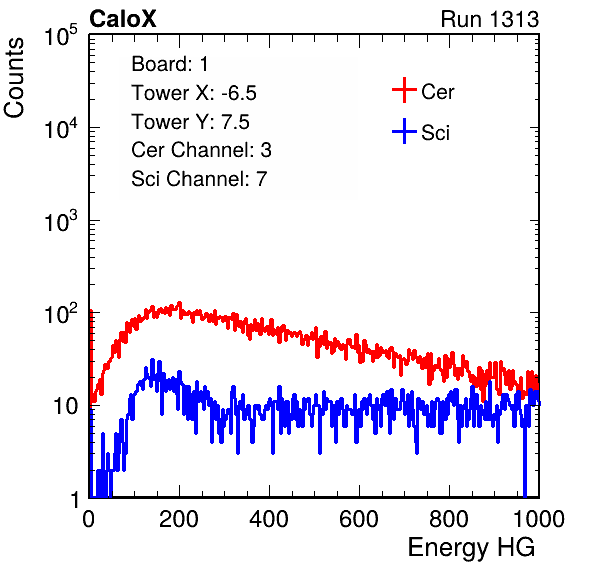 CaloX Run 1313
Counts
10^5
10^4
10^3
10^2
10
1
Board: 1
Tower X: -6.5
Tower Y: 7.5
Cer Channel: 3
Sci Channel: 7
Cer
Sci
0 200 400 600 800 1000
Energy HG